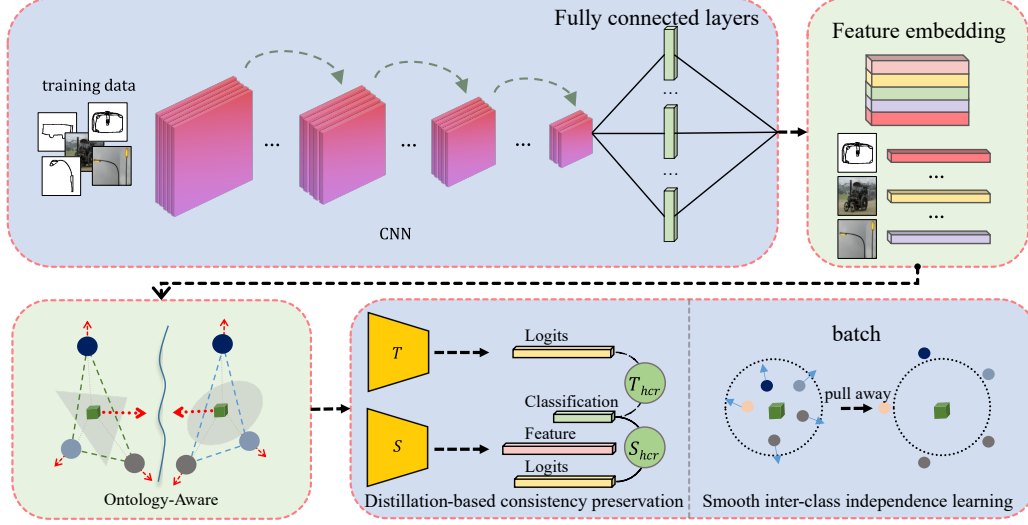 Fully connected layers
Feature embedding
training data
...
...
...
...
...
...
...
CNN
Ontology-Aware
T
S
Logits
T_hcr
Classification
Feature
S_hcr
Logits
Distillation-based consistency preservation
batch
pull away
Smooth inter-class independence learning